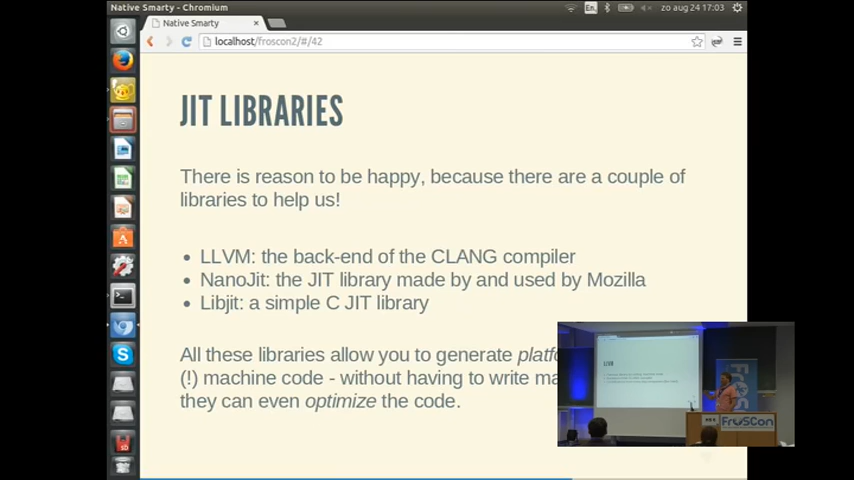 Native Smarty - Chromium
En
zo aug 24 17:03
Native Smarty
localhost/froscon2/#/42
JIT LIBRARIES
There is reason to be happy, because there are a couple of
libraries to help us!
LLVM: the back-end of the CLANG compiler
NanoJit: the JIT library made by and used by Mozilla
Libjit: a simple C JIT library
All these libraries allow you to generate
(!) machine code - without having to write
they can even optimize the code.
LLVM
FrOSCon